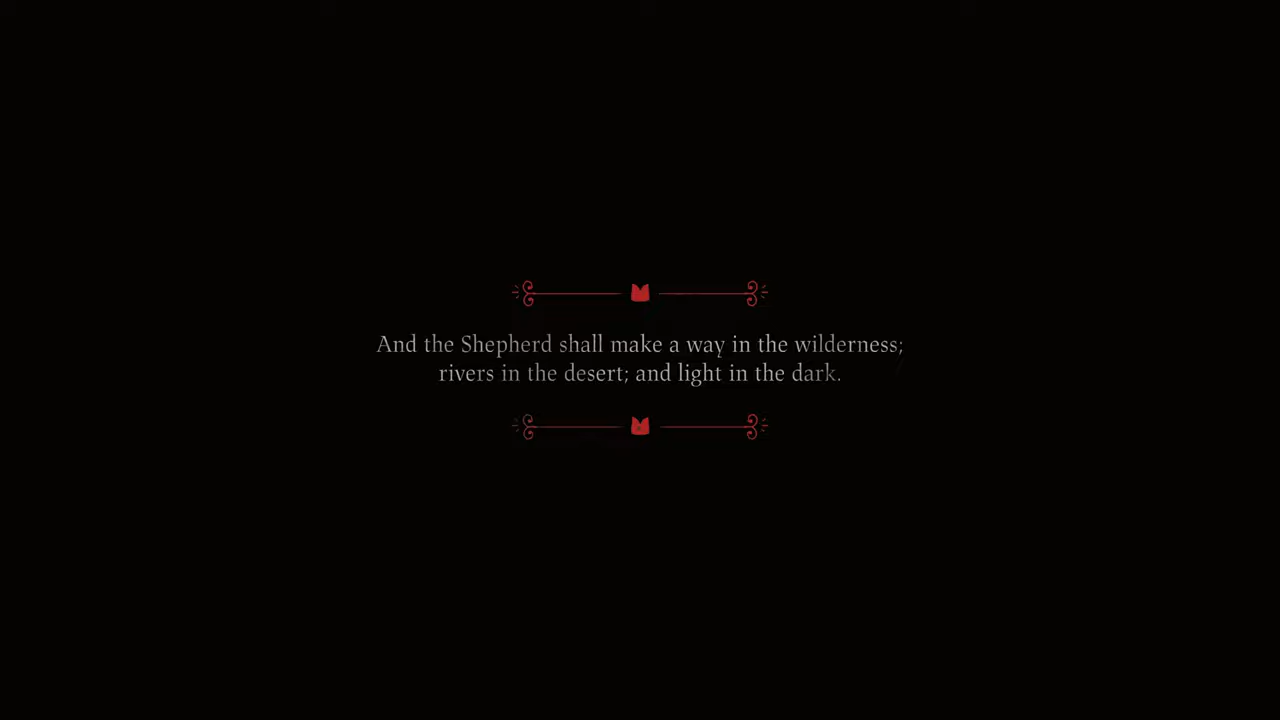 And the Shepherd shall make a way in the wilderness;
rivers in the desert; and light in the dark.